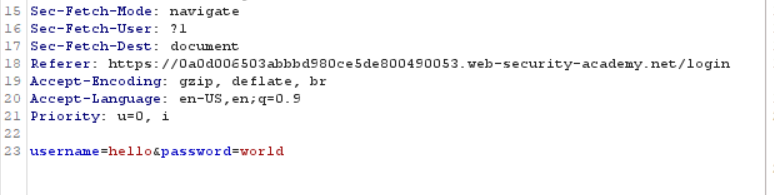 15 Sec-Fetch-Mode: navigate
16 Sec-Fetch-User: ?1
17 Sec-Fetch-Dest: document
18 Referer: https://0a0d006503abbbd980ce5de800490053.web-security-academy.net/login
19 Accept-Encoding: gzip, deflate, br
20 Accept-Language: en-US,en;q=0.9
21 Priority: u=0, i
22
23 username=hello&password=world